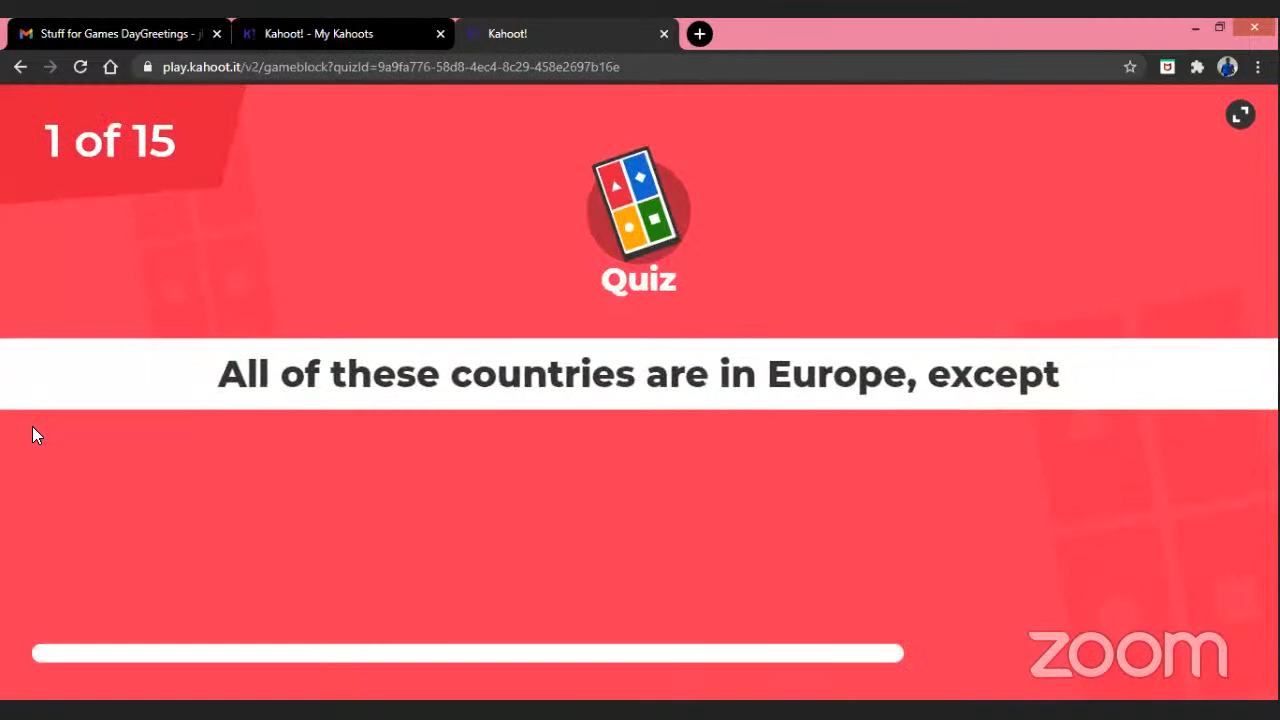 Stuff for Games DayGreetings - j
Kahoot! - My Kahoots
Kahoot!
play.kahoot.it/v2/gameblock?quizId=9a9fa776-58d8-4ec4-8c29-458e2697b16e
1 of 15
Quiz
All of these countries are in Europe, except
zoom